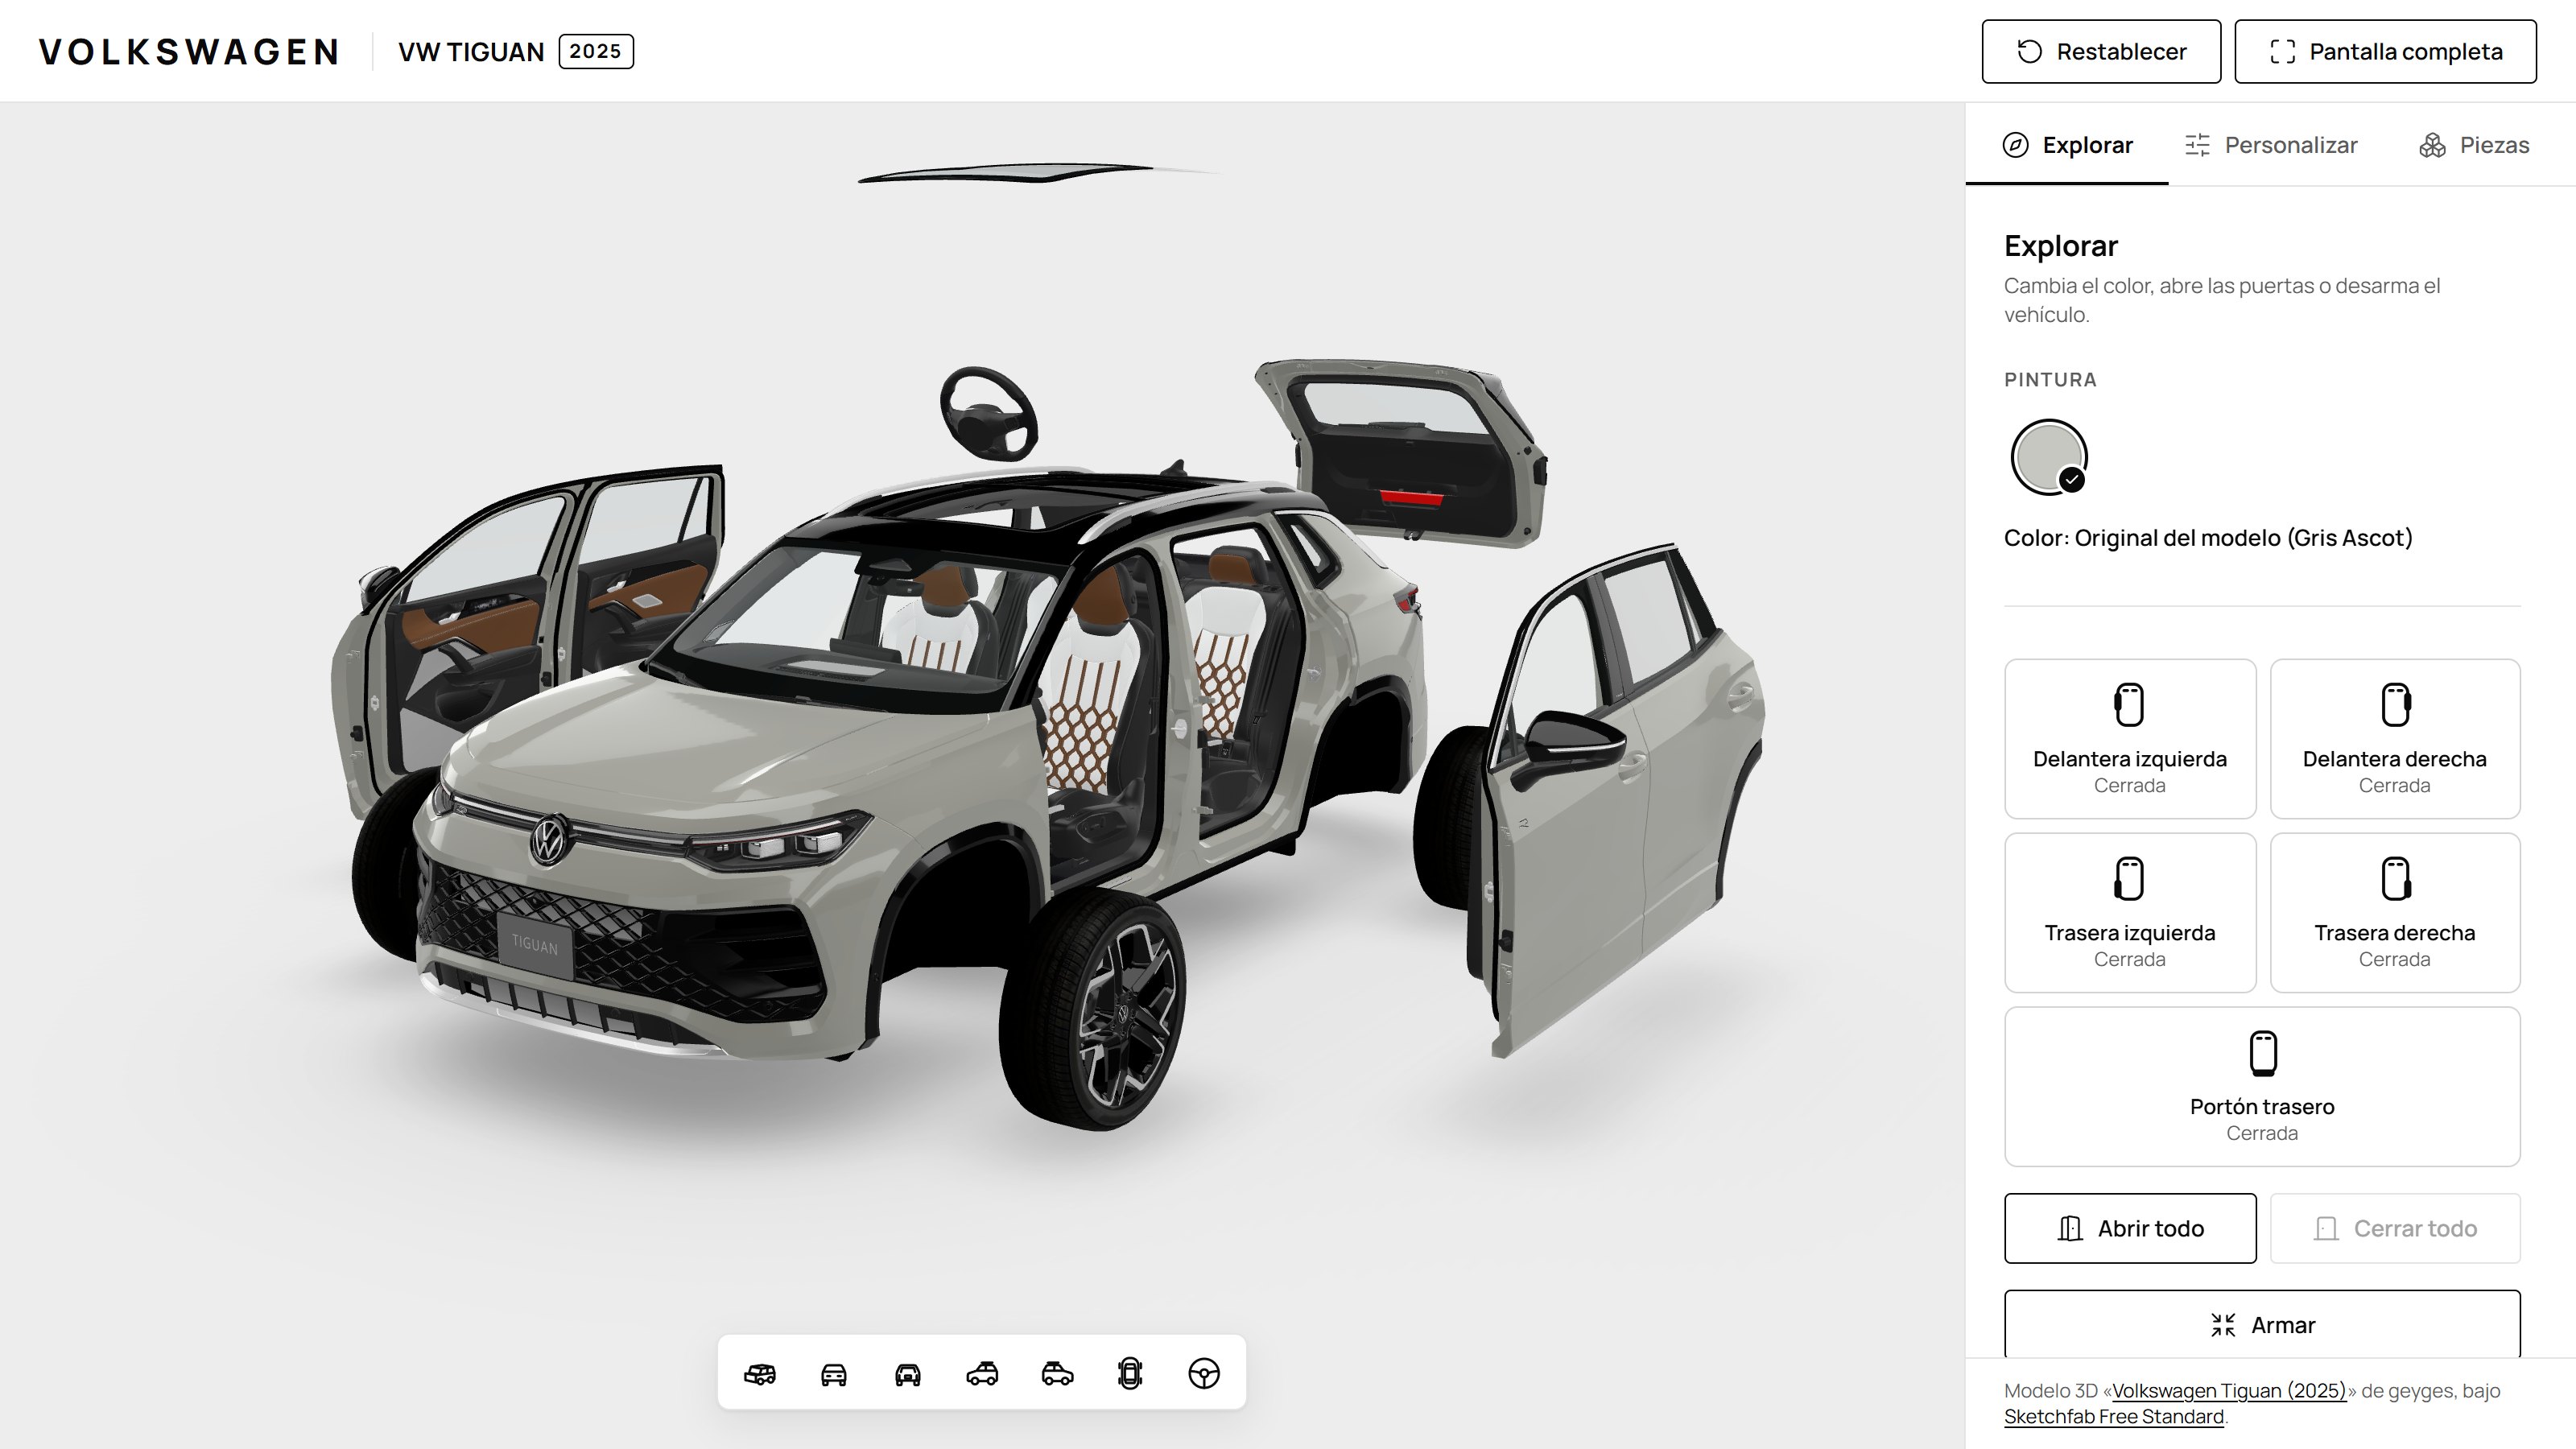 VOLKSWAGEN
VW TIGUAN
2025
Restablecer
Pantalla completa
Explorar
Personalizar
Piezas
Explorar
Cambia el color, abre las puertas o desarma el
vehículo.
PINTURA
Color: Original del modelo (Gris Ascot)
Delantera izquierda
Cerrada
Delantera derecha
Cerrada
Trasera izquierda
Cerrada
Trasera derecha
Cerrada
Portón trasero
Cerrada
Abrir todo
Cerrar todo
Armar
Modelo 3D «Volkswagen Tiguan (2025)» de geyges, bajo
Sketchfab Free Standard.
TIGUAN